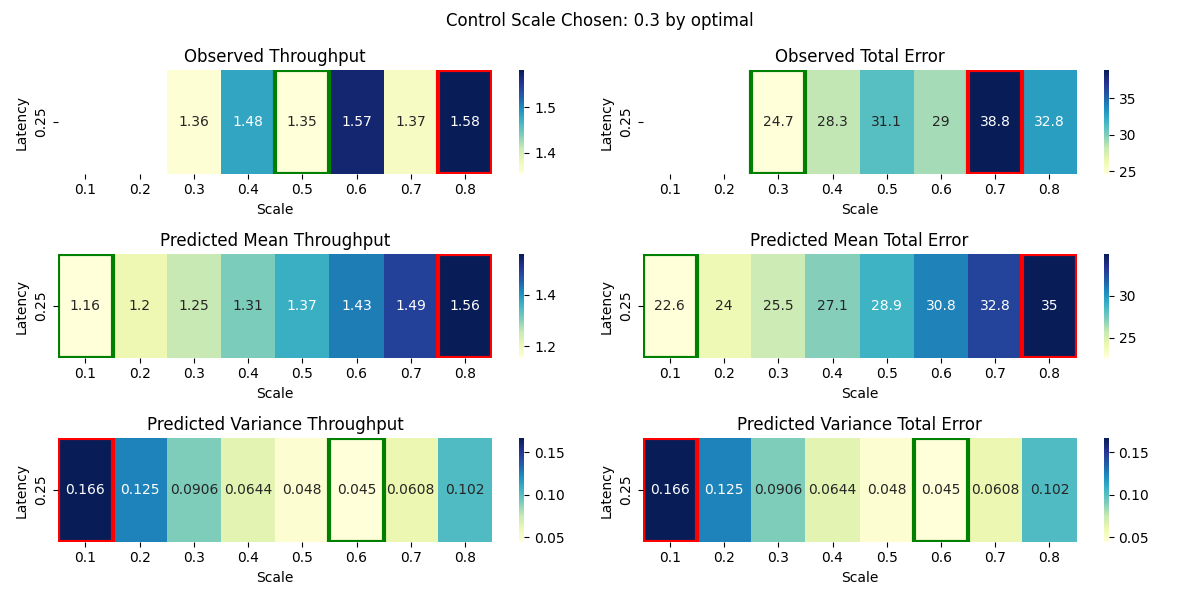 Control Scale Chosen: 0.3 by optimal
Observed Throughput
Latency
0.25
1.36 1.48 1.35 1.57 1.37 1.58
0.1 0.2 0.3 0.4 0.5 0.6 0.7 0.8
Scale
1.5
1.4
Observed Total Error
Latency
0.25
24.7 28.3 31.1 29 38.8 32.8
0.1 0.2 0.3 0.4 0.5 0.6 0.7 0.8
Scale
35
30
25
Predicted Mean Throughput
Latency
0.25
1.16 1.2 1.25 1.31 1.37 1.43 1.49 1.56
0.1 0.2 0.3 0.4 0.5 0.6 0.7 0.8
Scale
1.4
1.2
Predicted Mean Total Error
Latency
0.25
22.6 24 25.5 27.1 28.9 30.8 32.8 35
0.1 0.2 0.3 0.4 0.5 0.6 0.7 0.8
Scale
30
25
Predicted Variance Throughput
Latency
0.25
0.166 0.125 0.0906 0.0644 0.048 0.045 0.0608 0.102
0.1 0.2 0.3 0.4 0.5 0.6 0.7 0.8
Scale
0.15
0.10
0.05
Predicted Variance Total Error
Latency
0.25
0.166 0.125 0.0906 0.0644 0.048 0.045 0.0608 0.102
0.1 0.2 0.3 0.4 0.5 0.6 0.7 0.8
Scale
0.15
0.10
0.05